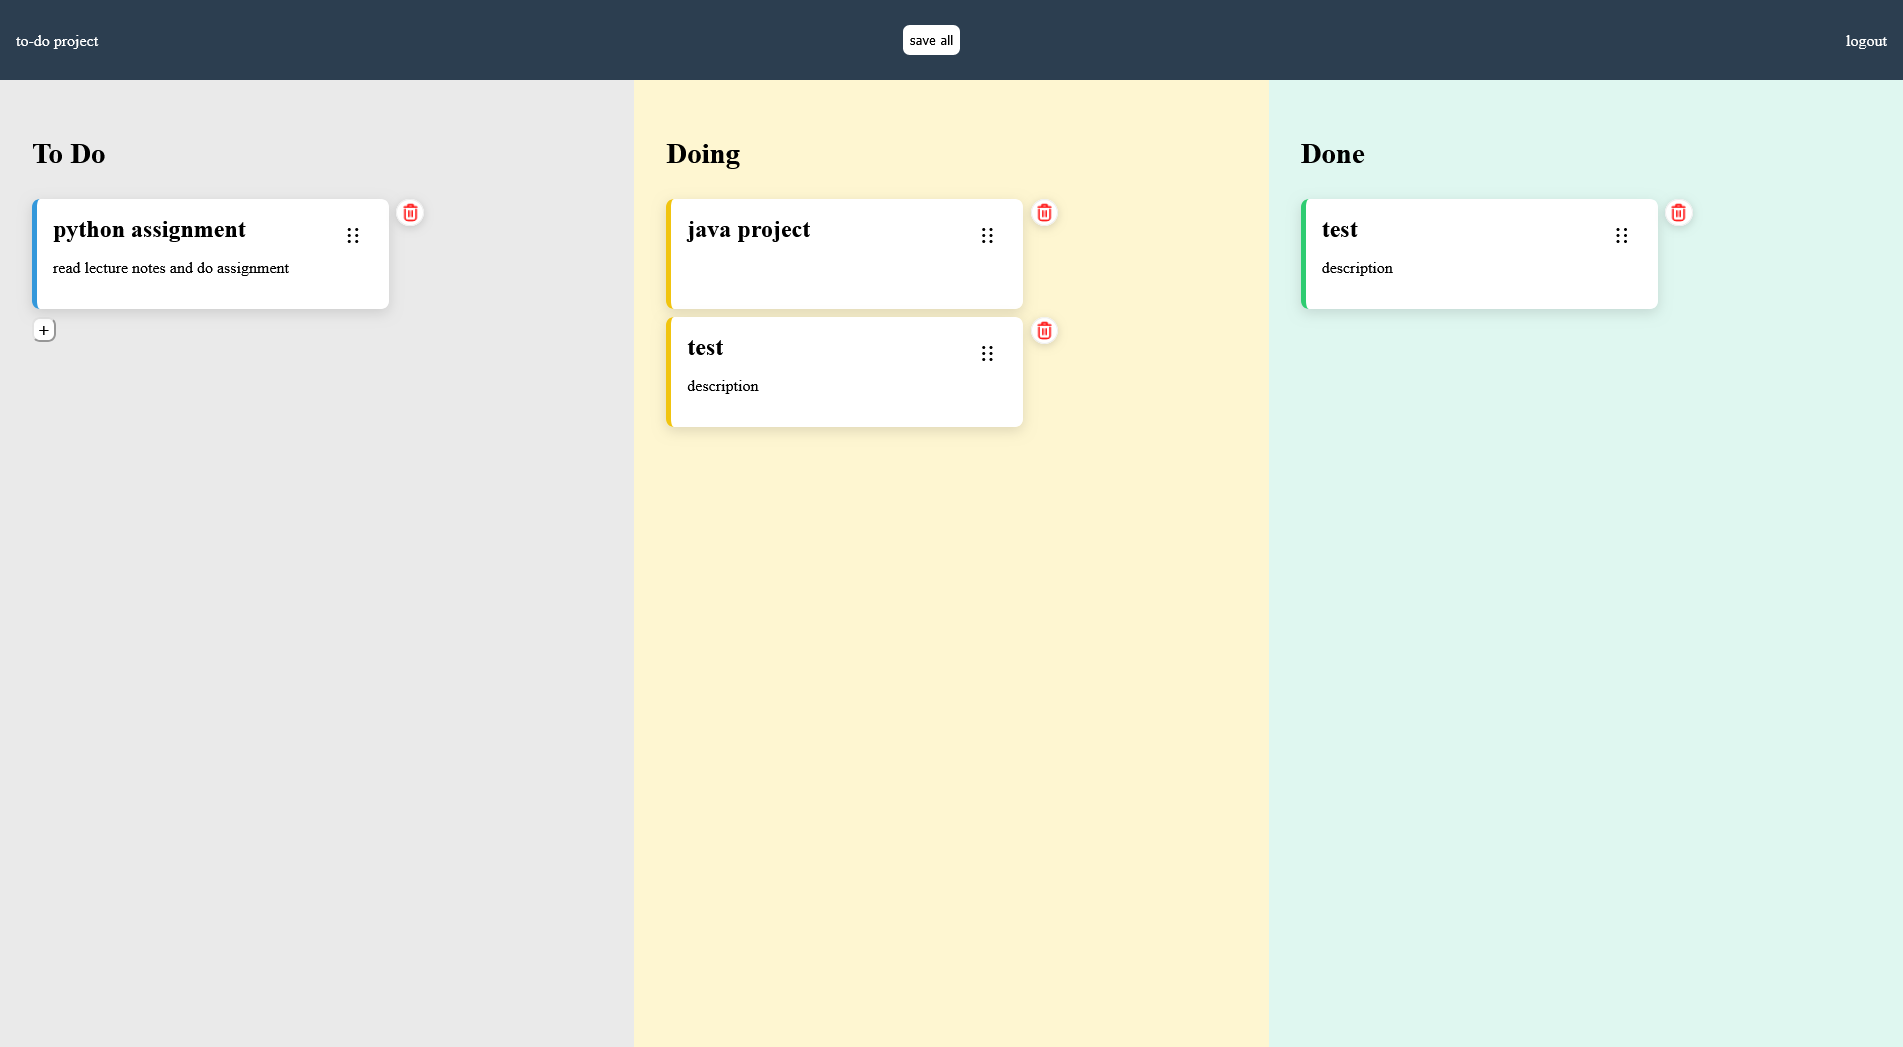 to-do project
save all
logout
To Do
python assignment
read lecture notes and do assignment
+
Doing
java project
test
description
Done
test
description